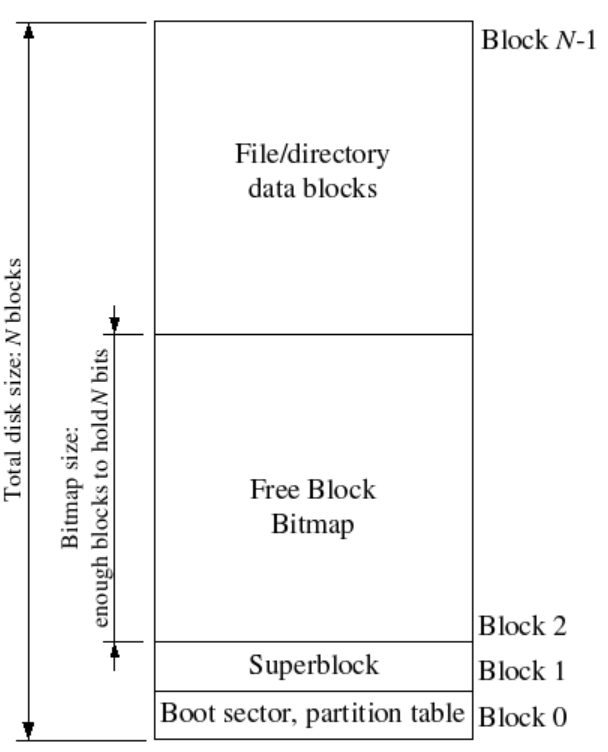 Block N-1
File/directory
data blocks
Total disk size: N blocks
Bitmap size:
enough blocks to hold N bits
Free Block
Bitmap
Block 2
Superblock
Block 1
Boot sector, partition table
Block 0